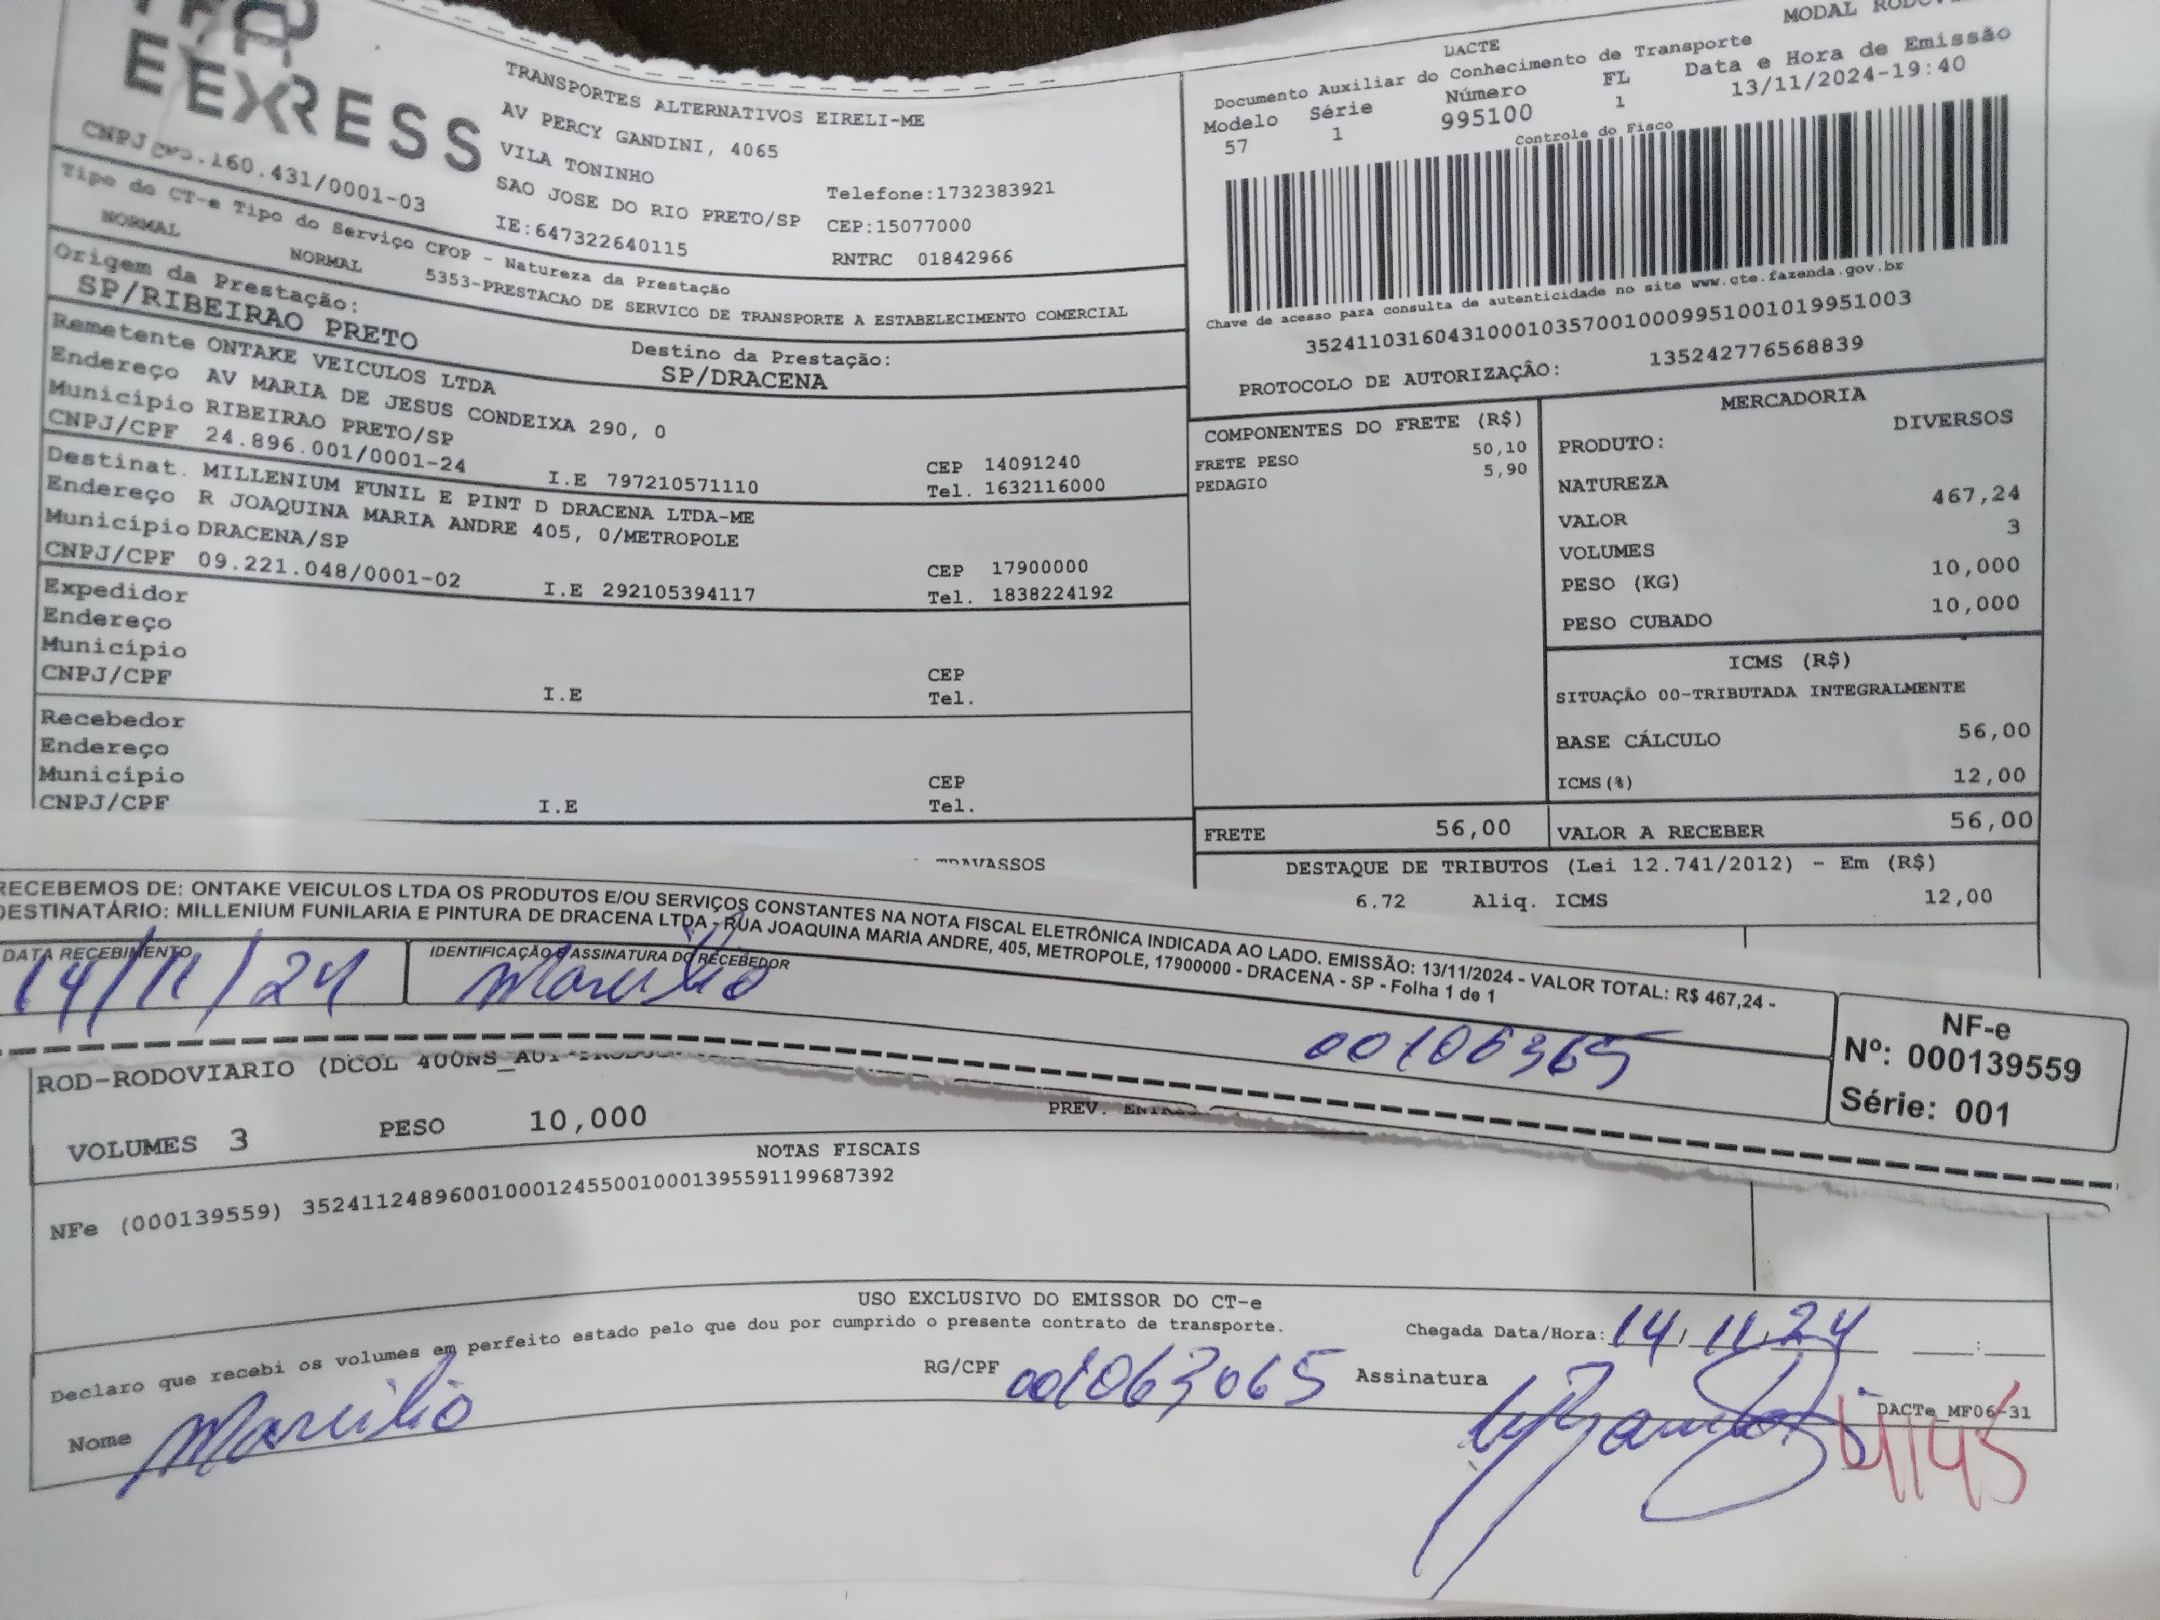 EXPRESS
TRANSPORTES ALTERNATIVOS EIRELI-ME
AV PERCY GANDINI, 4065
VILA TONINHO
SAO JOSE DO RIO PRETO/SP
IE:647322640115
Telefone:1732383921
CEP:15077000
RNTRC 01842966
CNPJ .160.431/0001-03
DACTE
MODAL
Documento Auxiliar do Conhecimento de Transporte
Modelo Série Número FL Data e Hora de Emissão
57 1 995100 1 13/11/2024-19:40
Controle do Fisco
Chave de acesso para consulta de autenticidade no site www.cte.fazenda.gov.br
35241103160431000103570010009951001019951003
PROTOCOLO DE AUTORIZAÇÃO: 135242776568839
Tipo do CT-e Tipo do Serviço CFOP - Natureza da Prestação
NORMAL NORMAL 5353-PRESTACAO DE SERVICO DE TRANSPORTE A ESTABELECIMENTO COMERCIAL
Origem da Prestação:
SP/RIBEIRAO PRETO
Destino da Prestação:
SP/DRACENA
Remetente ONTAKE VEICULOS LTDA
Endereço AV MARIA DE JESUS CONDEIXA 290, 0
Município RIBEIRAO PRETO/SP CEP 14091240
CNPJ/CPF 24.896.001/0001-24 I.E 797210571110 Tel. 1632116000
Destinat. MILLENIUM FUNIL E PINT D DRACENA LTDA-ME
Endereço R JOAQUINA MARIA ANDRE 405, 0/METROPOLE
Município DRACENA/SP CEP 17900000
CNPJ/CPF 09.221.048/0001-02 I.E 292105394117 Tel. 1838224192
Expedidor
Endereço
Município CEP
CNPJ/CPF I.E Tel.
Recebedor
Endereço
Município CEP
CNPJ/CPF I.E Tel.
COMPONENTES DO FRETE (R$)
FRETE PESO 50,10
PEDAGIO 5,90
MERCADORIA
PRODUTO: DIVERSOS
NATUREZA
VALOR 467,24
VOLUMES 3
PESO (KG) 10,000
PESO CUBADO 10,000
ICMS (R$)
SITUAÇÃO 00-TRIBUTADA INTEGRALMENTE
BASE CÁLCULO 56,00
ICMS(%) 12,00
FRETE 56,00 VALOR A RECEBER 56,00
DESTAQUE DE TRIBUTOS (Lei 12.741/2012) - Em (R$)
6.72 Aliq. ICMS 12,00
TRAVASSOS
RECEBEMOS DE: ONTAKE VEICULOS LTDA OS PRODUTOS E/OU SERVIÇOS CONSTANTES NA NOTA FISCAL ELETRÔNICA INDICADA AO LADO. EMISSÃO: 13/11/2024 - VALOR TOTAL: R$ 467,24 -
DESTINATÁRIO: MILLENIUM FUNILARIA E PINTURA DE DRACENA LTDA - RUA JOAQUINA MARIA ANDRE, 405, METROPOLE, 17900000 - DRACENA - SP - Folha 1 de 1
DATA RECEBIMENTO IDENTIFICAÇÃO E ASSINATURA DO RECEBEDOR
14/11/24 Marcilio
00106365
NF-e
Nº: 000139559
Série: 001
ROD-RODOVIARIO (DCOL 400NS_AUT
VOLUMES 3 PESO 10,000 PREV.
NOTAS FISCAIS
NFe (000139559) 35241124896001000124550010001395591199687392
USO EXCLUSIVO DO EMISSOR DO CT-e
Declaro que recebi os volumes em perfeito estado pelo que dou por cumprido o presente contrato de transporte.
Chegada Data/Hora: 14/11/24 :
Nome Marcilio RG/CPF 001063065 Assinatura
DACTe_MF06-31